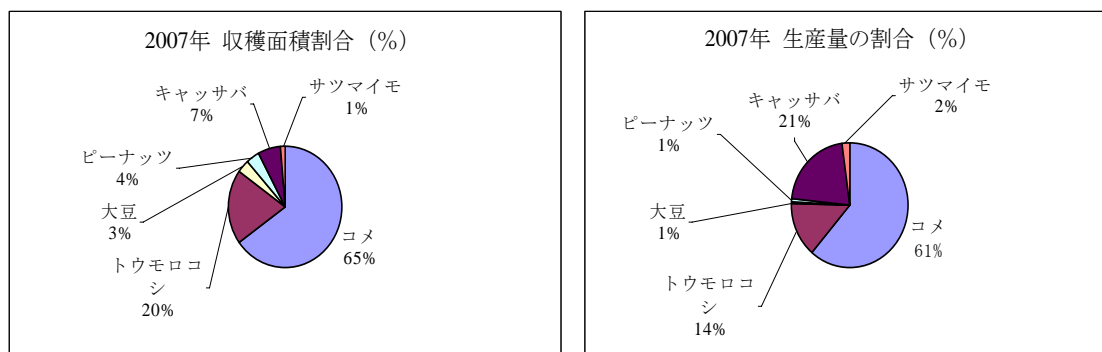 2007年 収穫面積割合（%）
サツマイモ
1%
キャッサバ
7%
ピーナッツ
4%
大豆
3%
トウモロコ
シ
20%
コメ
65%
2007年 生産量の割合（%）
サツマイモ
2%
キャッサバ
21%
ピーナッツ
1%
大豆
1%
トウモロコ
シ
14%
コメ
61%